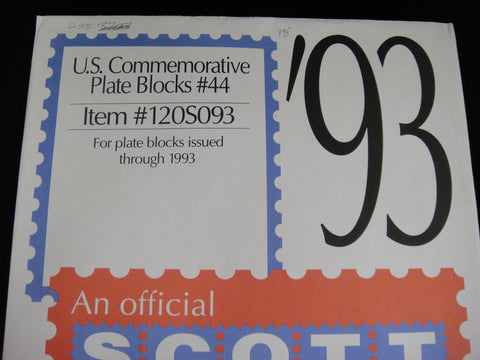 U.S. Commemorative
Plate Blocks #44
Item #120S093
For plate blocks issued
through 1993
'93
An official
SCOTT